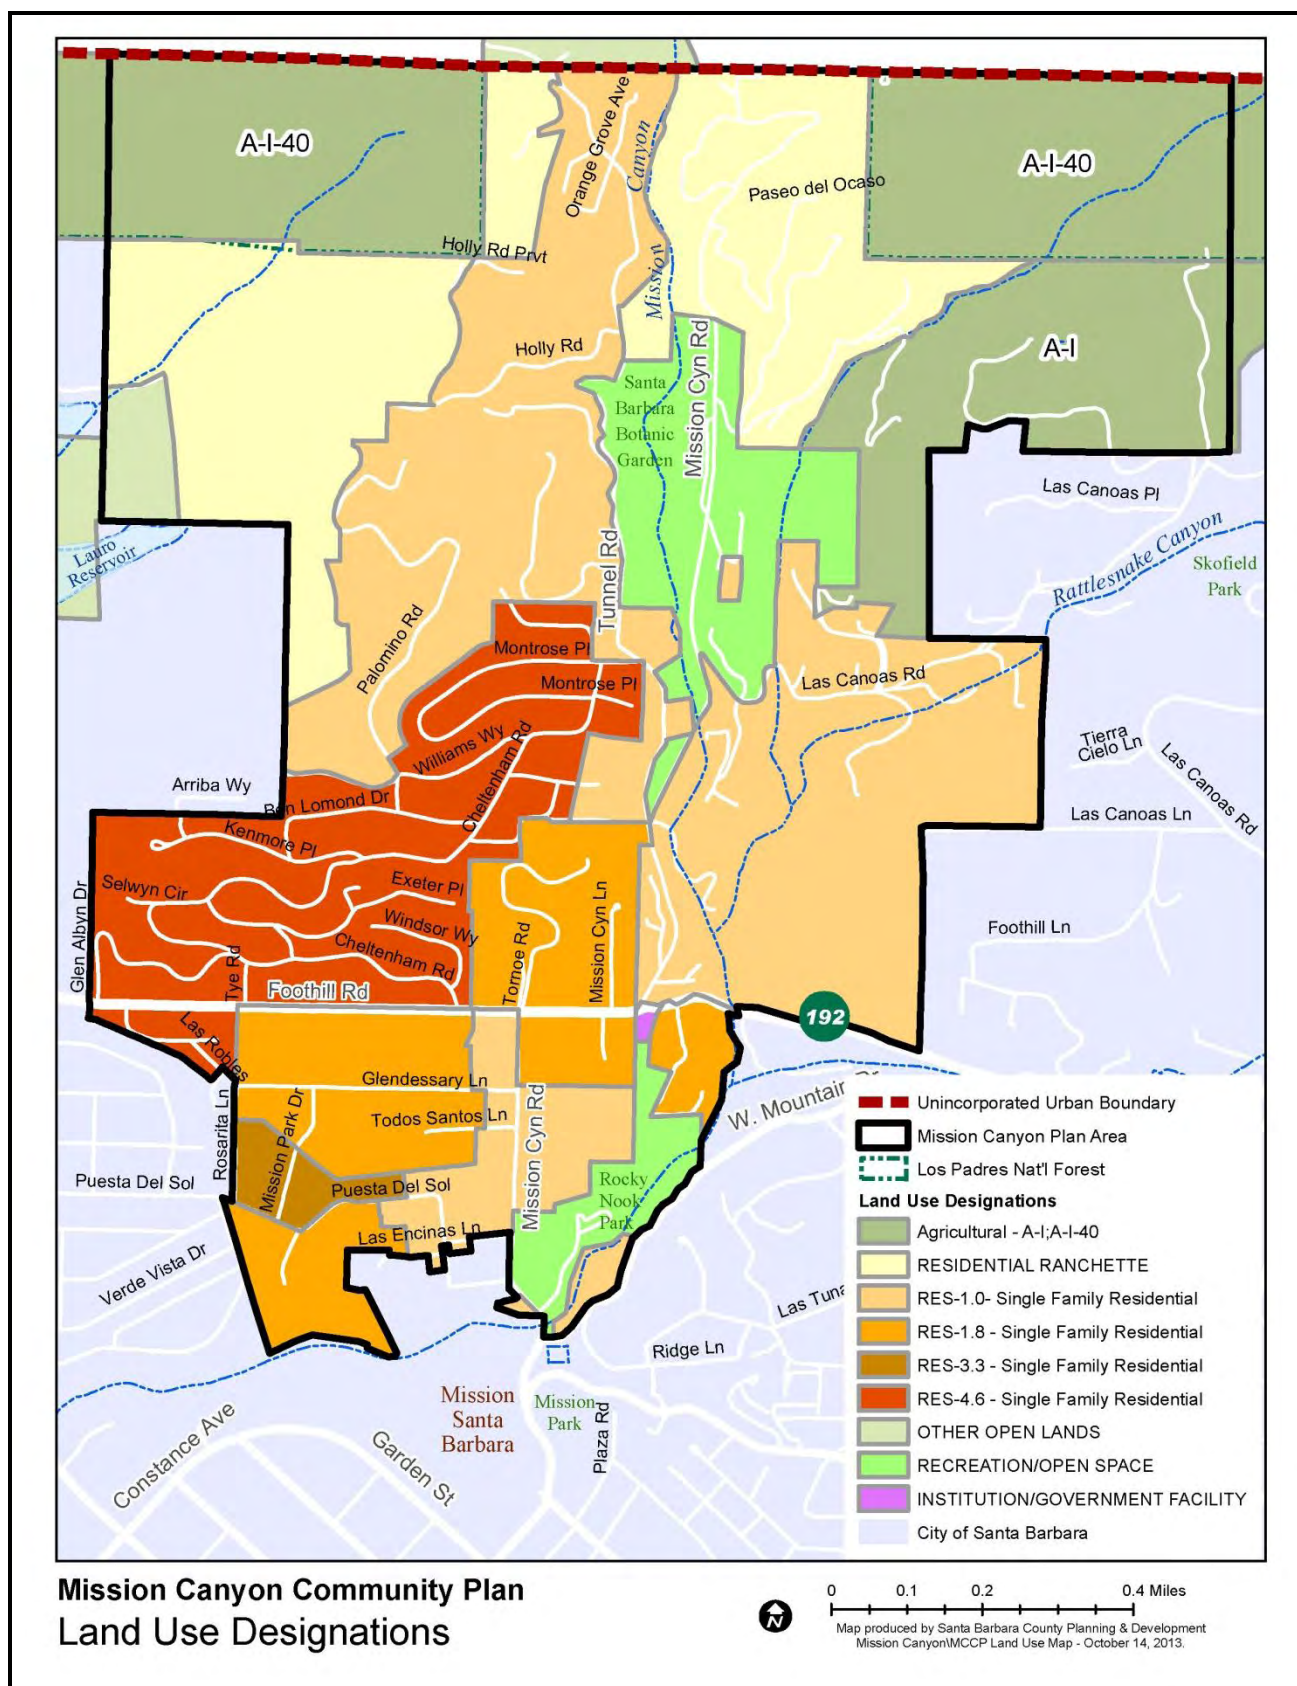 A-I-40
Orange Grove Ave
Canyon
A-I-40
Paseo del Ocaso
Holly Rd Prvt
Mission
Holly Rd
Mission Cyn Rd
A-I
Santa
Barbara
Botanic
Garden
Las Canoas Pl
Lauro
Reservoir
Tunnel Rd
Rattlesnake Canyon
Skofield
Park
Palomino Rd
Montrose Pl
Montrose Pl
Las Canoas Rd
Williams Wy
Cheltenham Rd
Tierra
Cielo Ln
Las Canoas Rd
Arriba Wy
Ben Lomond Dr
Kenmore Pl
Las Canoas Ln
Selwyn Cir
Exeter Pl
Glen Albyn Dr
Windsor Wy
Cheltenham Rd
Tye Rd
Tornoe Rd
Mission Cyn Ln
Foothill Ln
Foothill Rd
192
Las Robles
Glendessary Ln
Rosarita Ln
Mission Park Dr
Todos Santos Ln
Mission Cyn Rd
W. Mountain Dr
Puesta Del Sol
Puesta Del Sol
Rocky
Nook
Park
Las Encinas Ln
Verde Vista Dr
Las Tuna
Ridge Ln
Mission
Santa
Barbara
Mission
Park
Plaza Rd
Constance Ave
Garden St
Unincorporated Urban Boundary
Mission Canyon Plan Area
Los Padres Nat'l Forest
Land Use Designations
Agricultural - A-I;A-I-40
RESIDENTIAL RANCHETTE
RES-1.0- Single Family Residential
RES-1.8 - Single Family Residential
RES-3.3 - Single Family Residential
RES-4.6 - Single Family Residential
OTHER OPEN LANDS
RECREATION/OPEN SPACE
INSTITUTION/GOVERNMENT FACILITY
City of Santa Barbara
Mission Canyon Community Plan
Land Use Designations
N
0 0.1 0.2 0.4 Miles
Map produced by Santa Barbara County Planning & Development
Mission Canyon\MCCP Land Use Map - October 14, 2013.